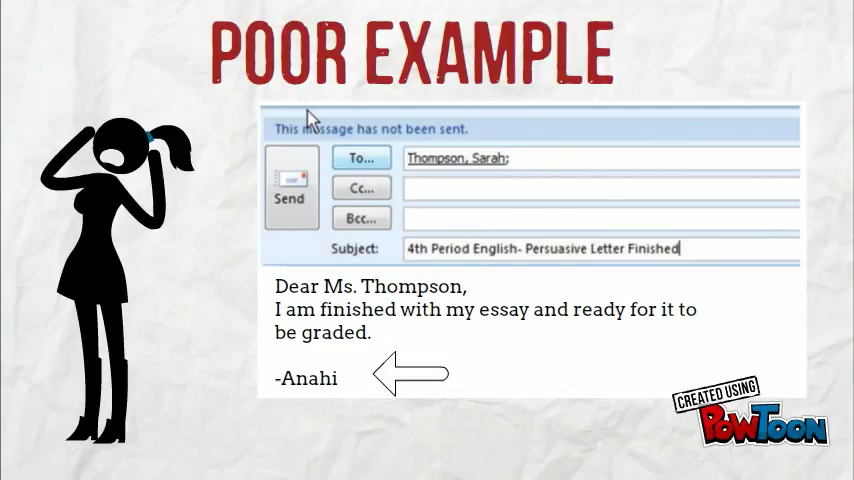 POOR EXAMPLE
This message has not been sent.
To...
Thompson, Sarah;
Send
Cc...
Bcc...
Subject:
4th Period English- Persuasive Letter Finished
Dear Ms. Thompson,
I am finished with my essay and ready for it to
be graded.
-Anahi
CREATED USING
POWTOON